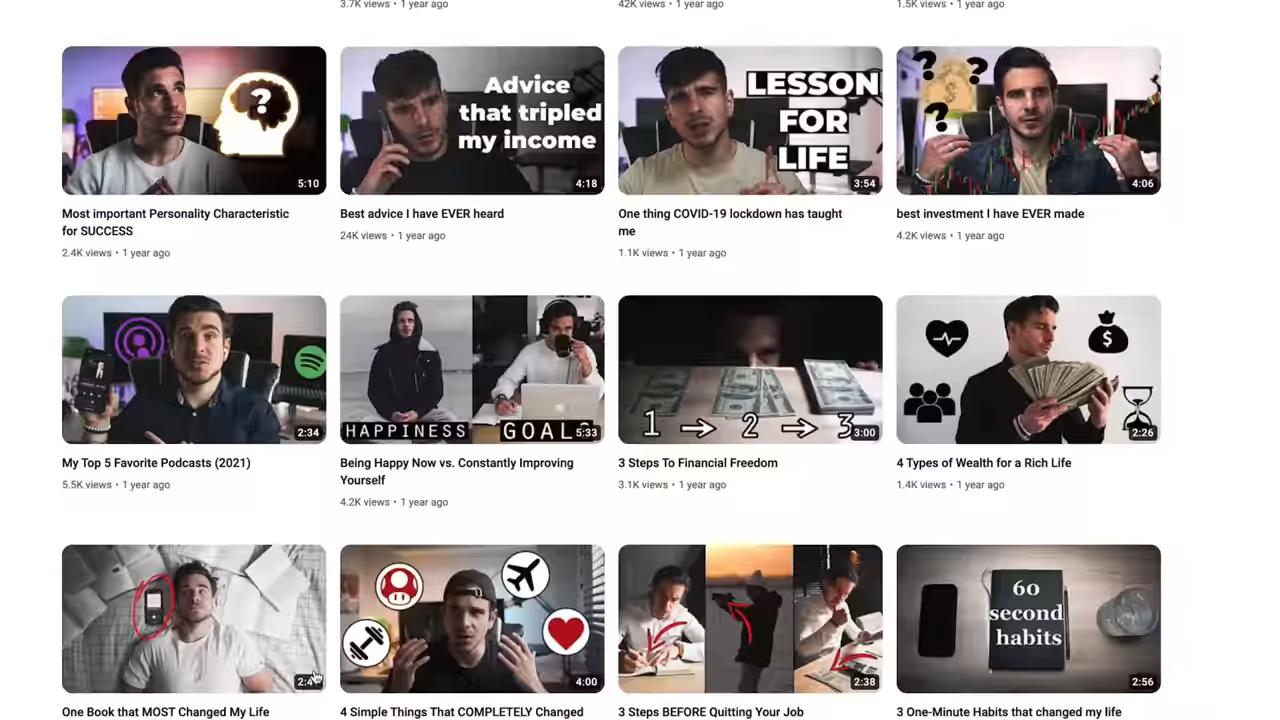 3.7K views • 1 year ago
42K views • 1 year ago
1.5K views • 1 year ago
?
5:10
Advice
that tripled
my income
4:18
LESSON
FOR
LIFE
3:54
? ?
?
4:06
Most important Personality Characteristic
for SUCCESS
2.4K views • 1 year ago
Best advice I have EVER heard
24K views • 1 year ago
One thing COVID-19 lockdown has taught
me
1.1K views • 1 year ago
best investment I have EVER made
4.2K views • 1 year ago
2:34
HAPPINESS
GOALS
5:33
1 → 2 → 3
3:00
$
2:26
My Top 5 Favorite Podcasts (2021)
5.5K views • 1 year ago
Being Happy Now vs. Constantly Improving
Yourself
4.2K views • 1 year ago
3 Steps To Financial Freedom
3.1K views • 1 year ago
4 Types of Wealth for a Rich Life
1.4K views • 1 year ago
4:00
2:38
60
second
habits
2:56
One Book that MOST Changed My Life
4 Simple Things That COMPLETELY Changed
3 Steps BEFORE Quitting Your Job
3 One-Minute Habits that changed my life